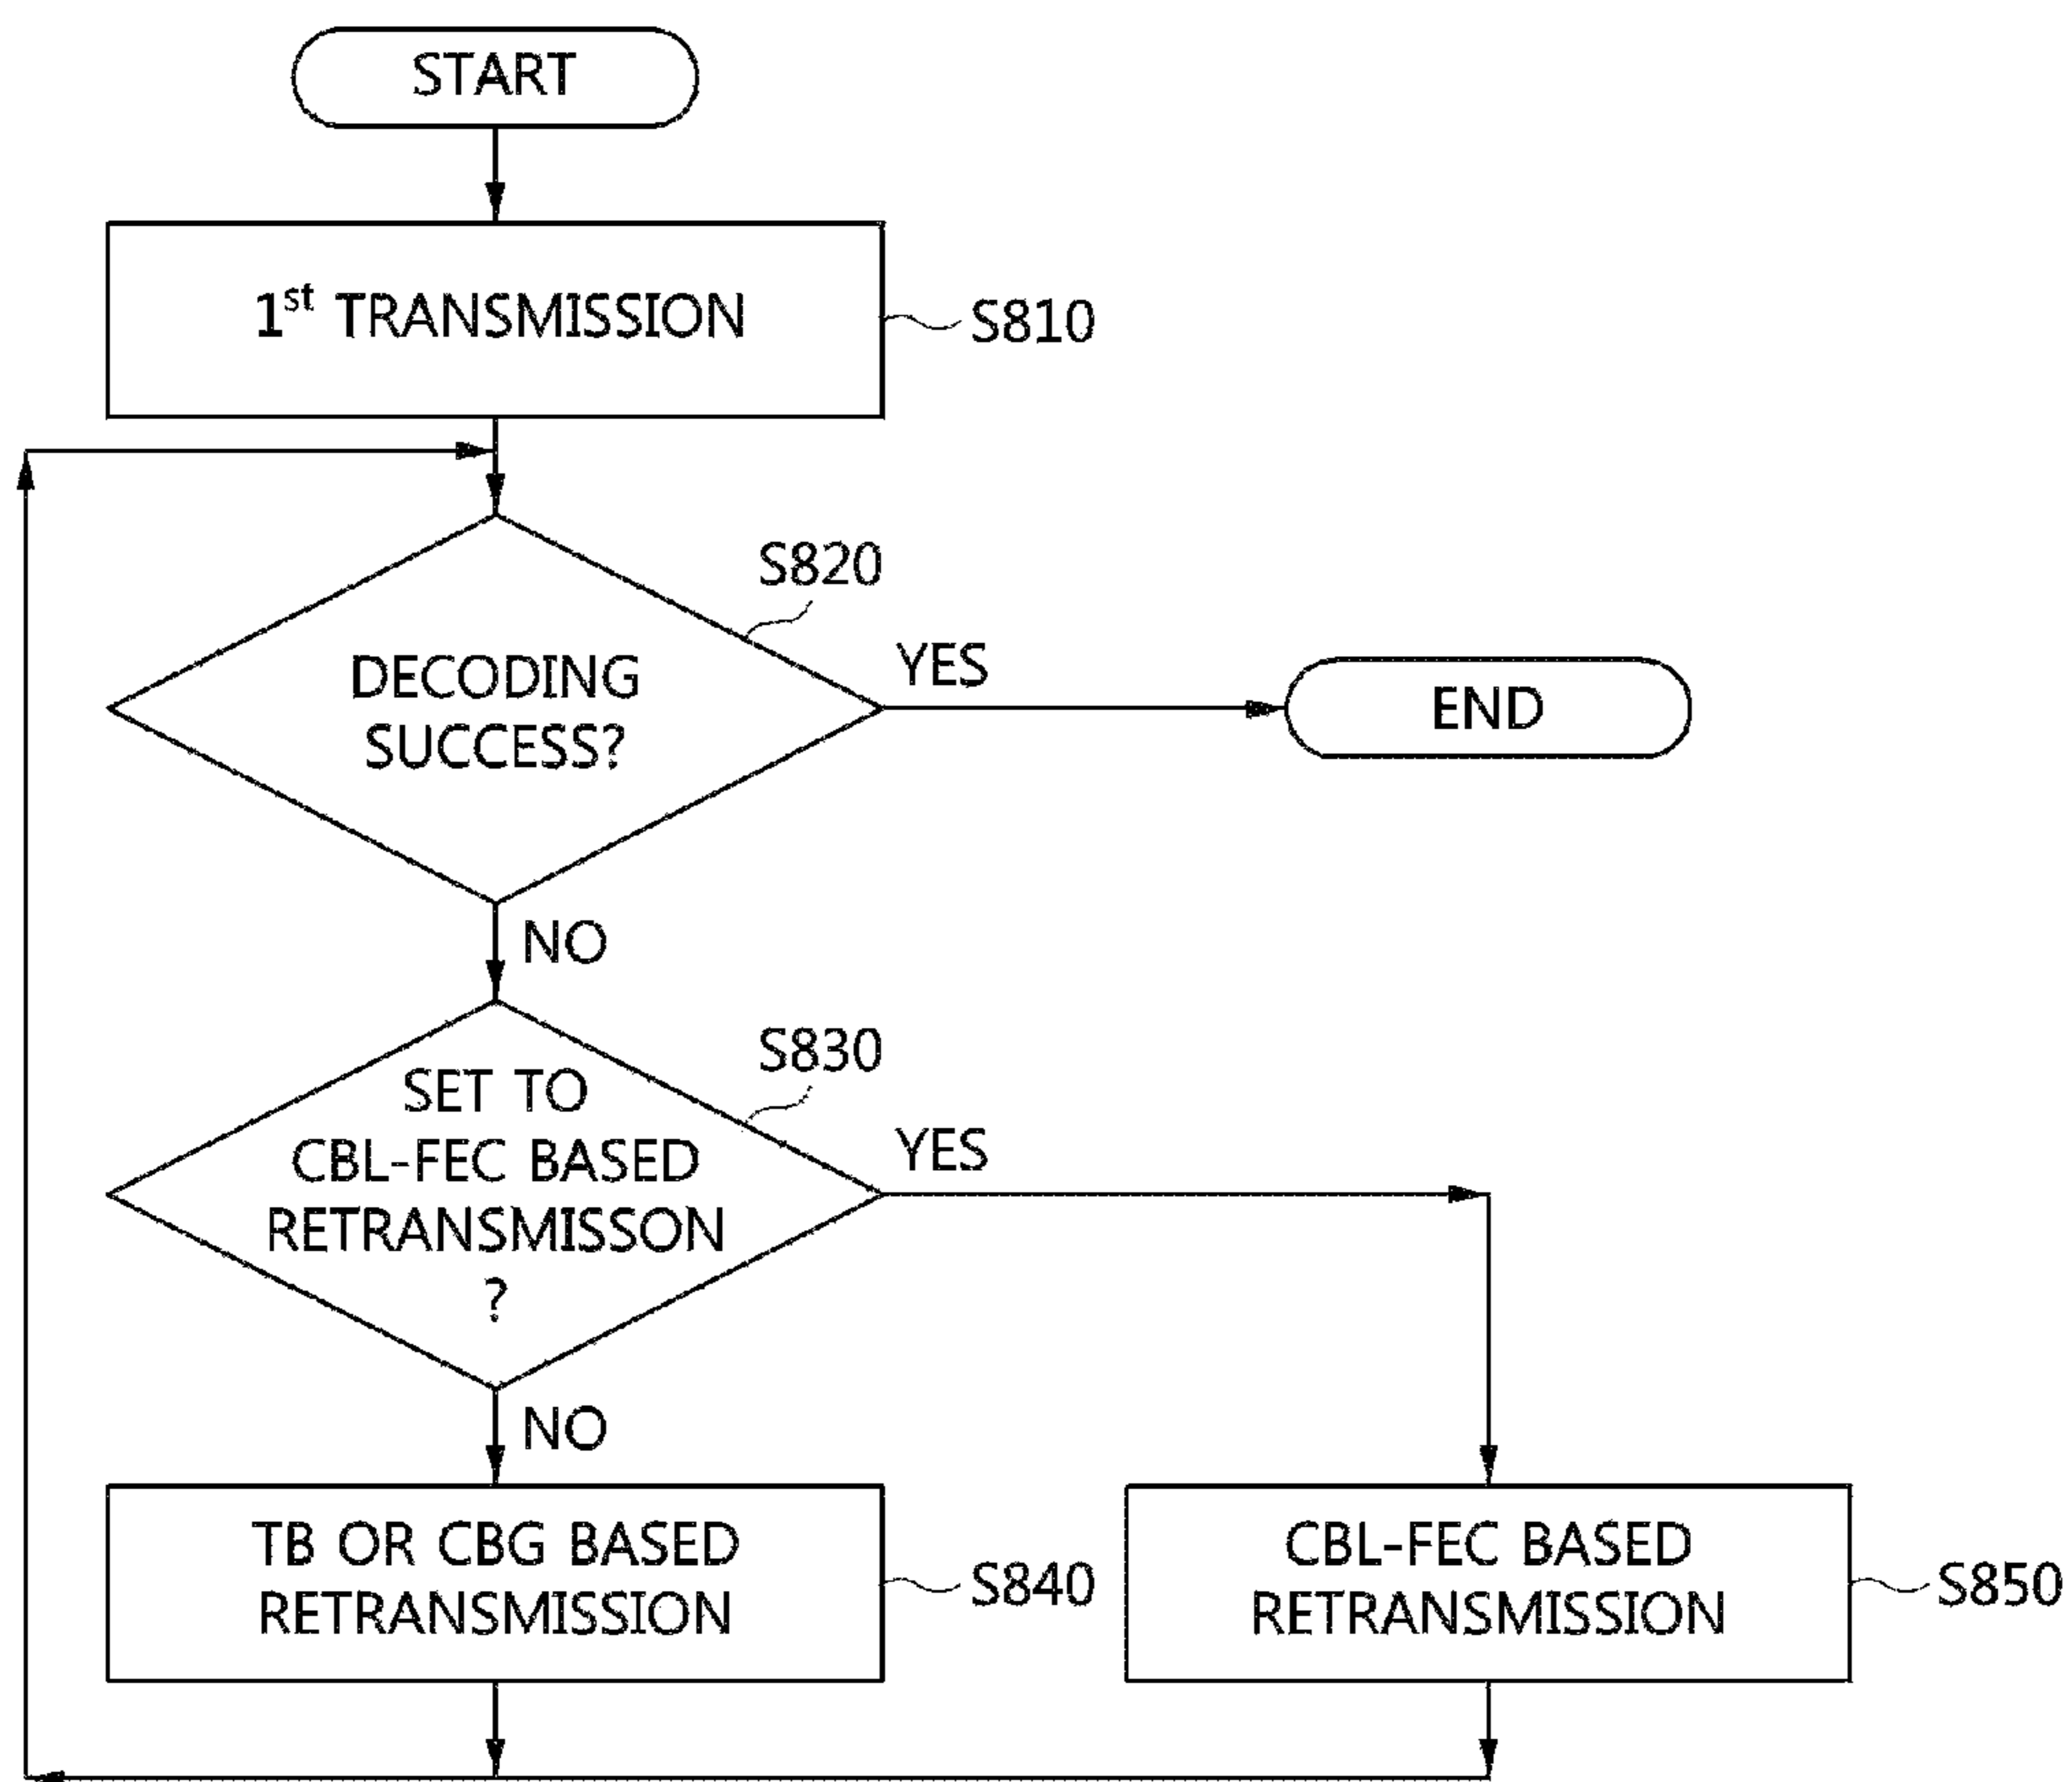 START
1st TRANSMISSION
S810
S820
DECODING
SUCCESS?
YES
END
NO
S830
SET TO
CBL-FEC BASED
RETRANSMISSON
?
YES
NO
TB OR CBG BASED
RETRANSMISSION
S840
CBL-FEC BASED
RETRANSMISSION
S850